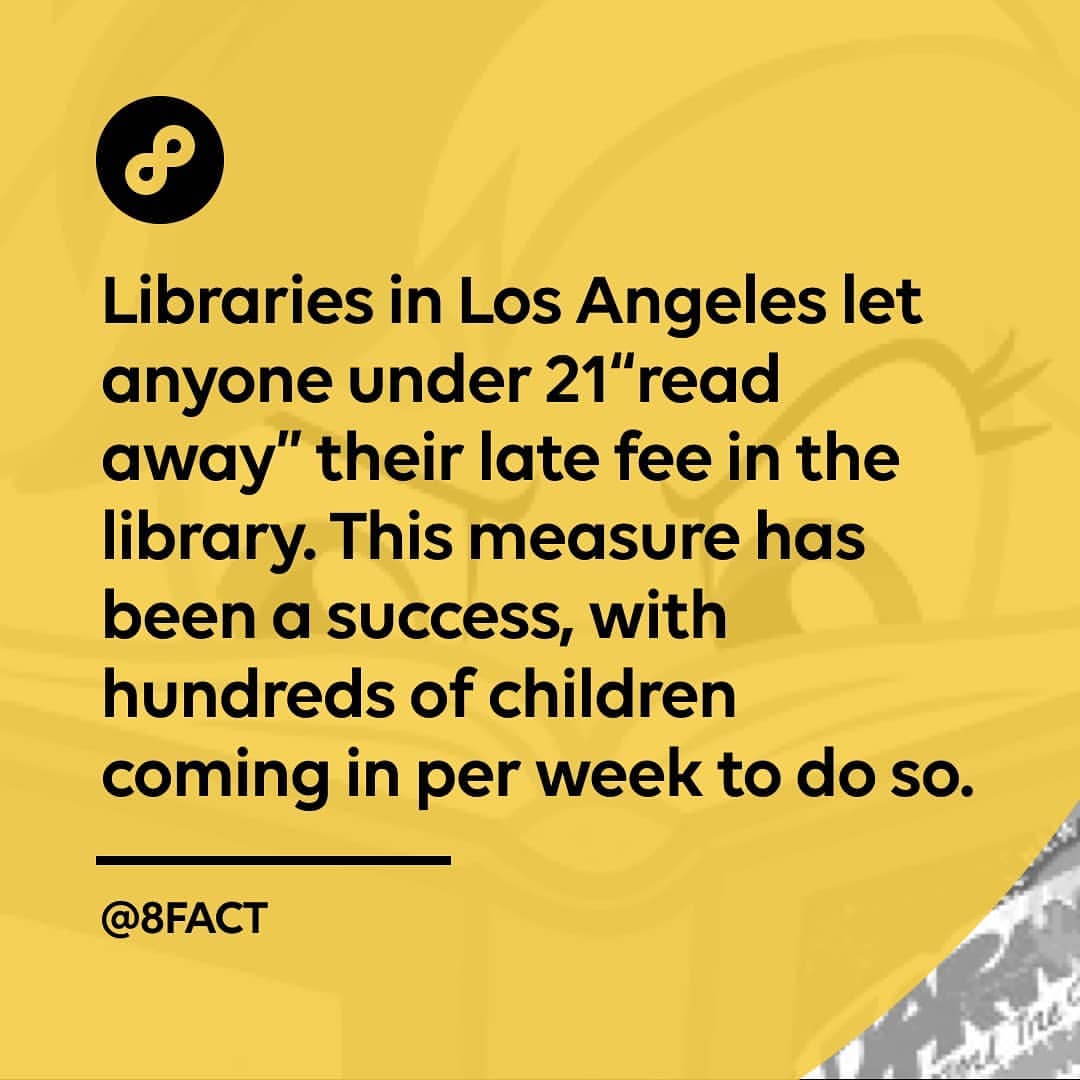 Libraries in Los Angeles let
anyone under 21“read
away” their late fee in the
library. This measure has
been a success, with
hundreds of children
coming in per week to do so.
@8FACT